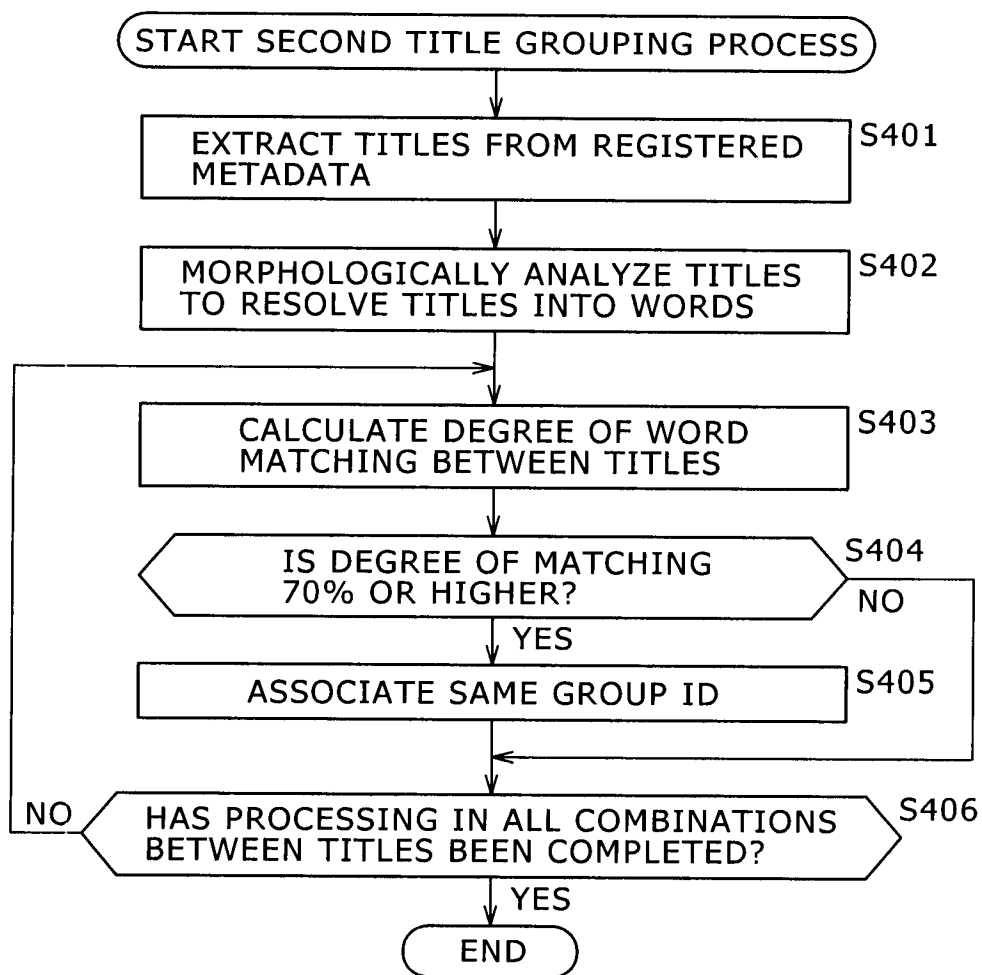 START SECOND TITLE GROUPING PROCESS
S401
EXTRACT TITLES FROM REGISTERED
METADATA
S402
MORPHOLOGICALLY ANALYZE TITLES
TO RESOLVE TITLES INTO WORDS
S403
CALCULATE DEGREE OF WORD
MATCHING BETWEEN TITLES
S404
IS DEGREE OF MATCHING
70% OR HIGHER?
NO
YES
S405
ASSOCIATE SAME GROUP ID
S406
NO
HAS PROCESSING IN ALL COMBINATIONS
BETWEEN TITLES BEEN COMPLETED?
YES
END